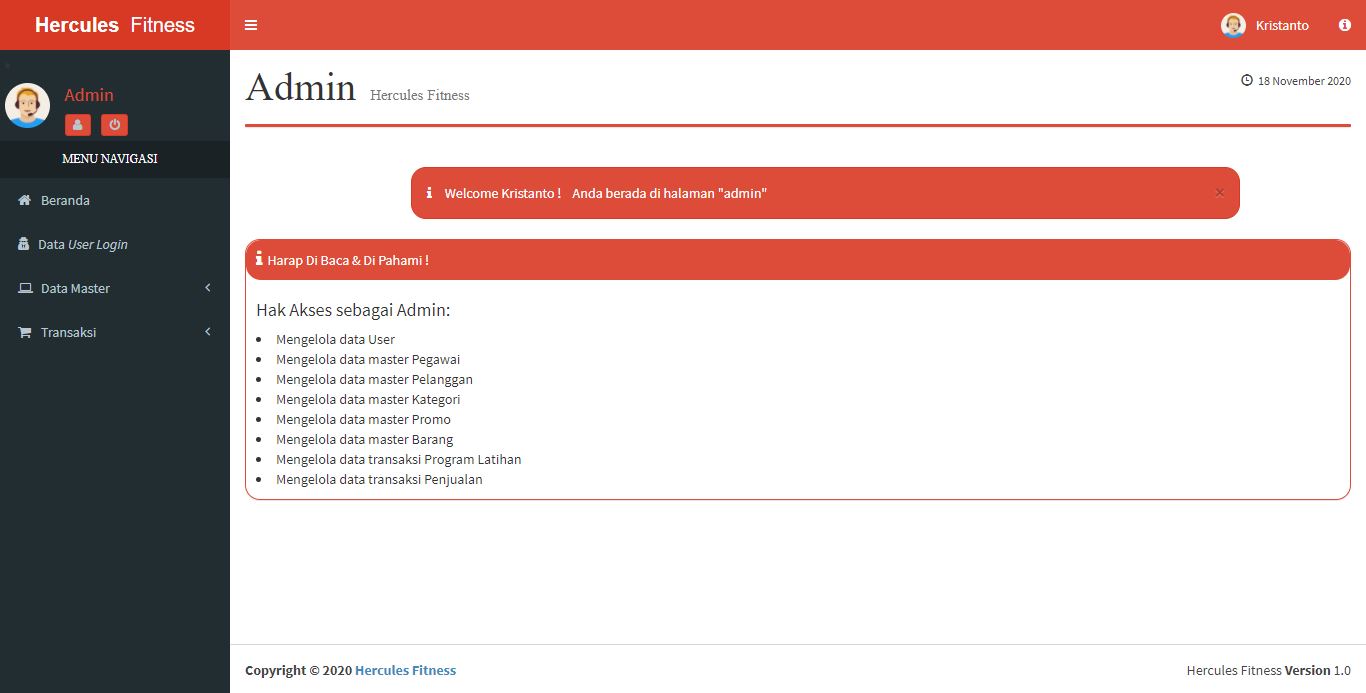 Hercules Fitness
Kristanto
Admin
MENU NAVIGASI
Beranda
Data User Login
Data Master
Transaksi
Admin Hercules Fitness
18 November 2020
Welcome Kristanto ! Anda berada di halaman "admin" ×
Harap Di Baca & Di Pahami !
Hak Akses sebagai Admin:
Mengelola data User
Mengelola data master Pegawai
Mengelola data master Pelanggan
Mengelola data master Kategori
Mengelola data master Promo
Mengelola data master Barang
Mengelola data transaksi Program Latihan
Mengelola data transaksi Penjualan
Copyright © 2020 Hercules Fitness
Hercules Fitness Version 1.0